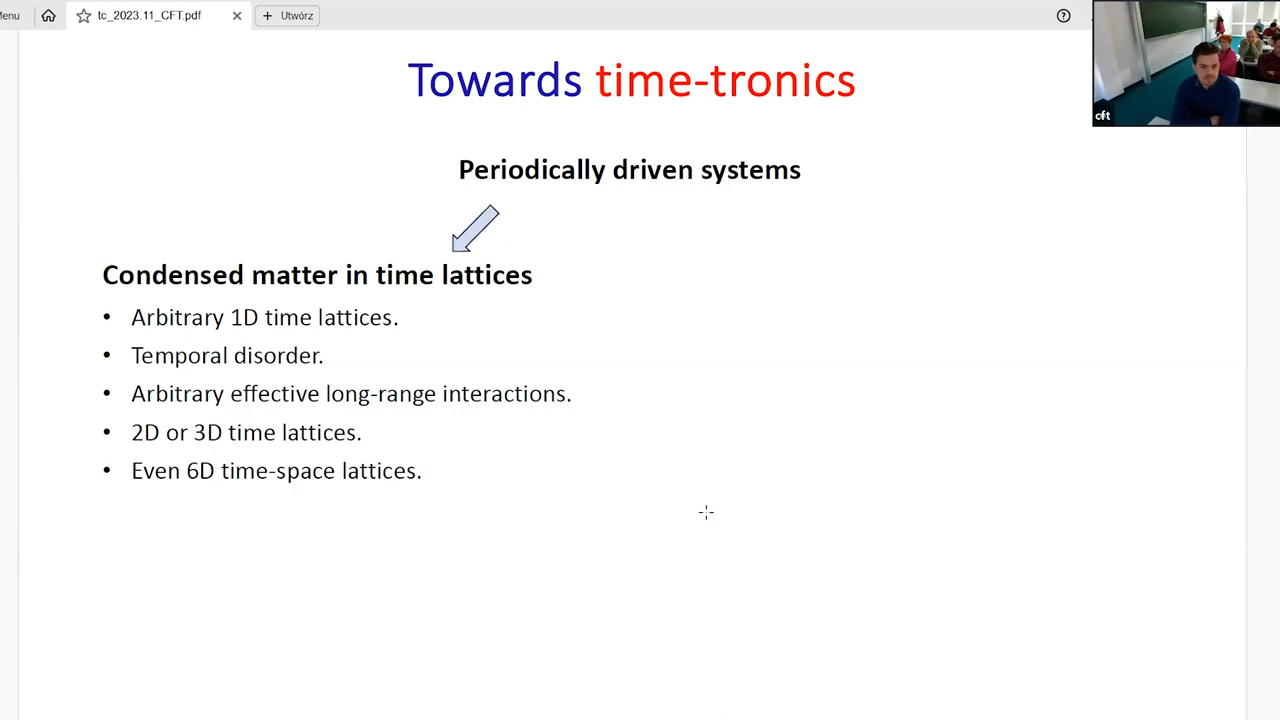 Menu
tc_2023.11_CFT.pdf
Utwórz
cft
Towards time-tronics
Periodically driven systems
Condensed matter in time lattices
• Arbitrary 1D time lattices.
• Temporal disorder.
• Arbitrary effective long-range interactions.
• 2D or 3D time lattices.
• Even 6D time-space lattices.